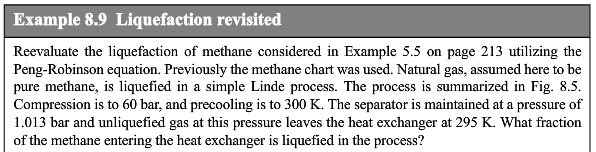 Example 8.9 Liquefaction revisited
Reevaluate the liquefaction of methane considered in Example 5.5 on page 213 utilizing the
Peng-Robinson equation. Previously the methane chart was used. Natural gas, assumed here to be
pure methane, is liquefied in a simple Linde process. The process is summarized in Fig. 8.5.
Compression is to 60 bar, and precooling is to 300 K. The separator is maintained at a pressure of
1.013 bar and unliquefied gas at this pressure leaves the heat exchanger at 295 K. What fraction
of the methane entering the heat exchanger is liquefied in the process?